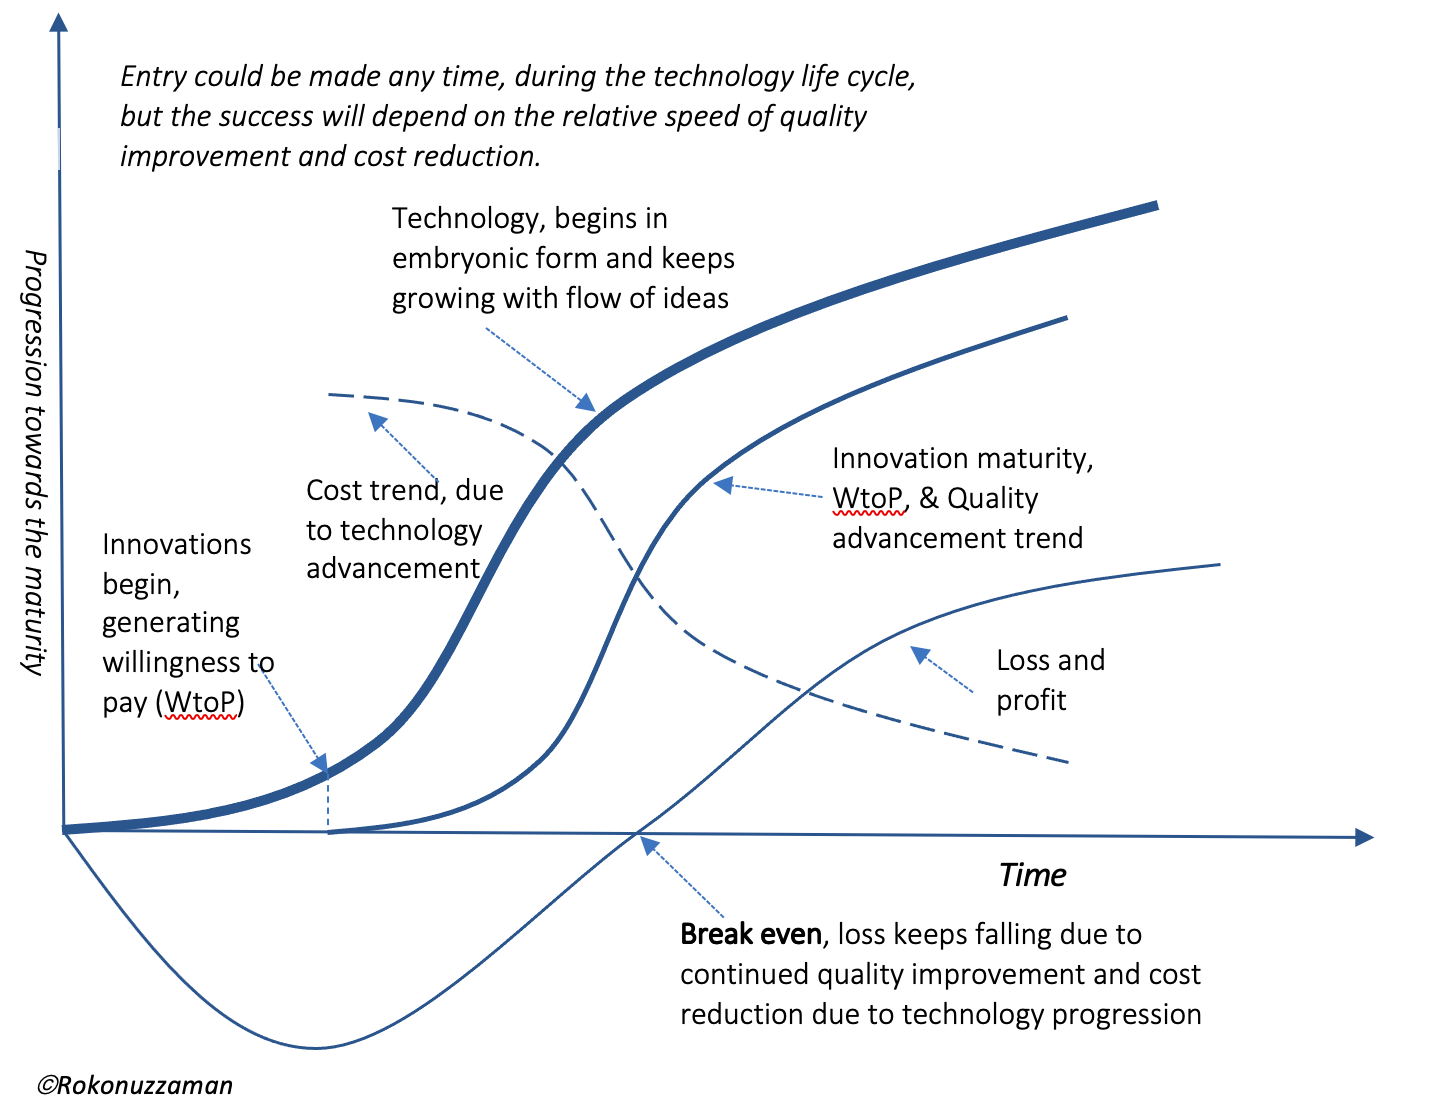 Entry could be made any time, during the technology life cycle,
but the success will depend on the relative speed of quality
improvement and cost reduction.
Technology, begins in
embryonic form and keeps
growing with flow of ideas
Progression towards the maturity
Cost trend, due
to technology
advancement
Innovation maturity,
WtoP, & Quality
advancement trend
Innovations
begin,
generating
willingness to
pay (WtoP)
Loss and
profit
Time
Break even, loss keeps falling due to
continued quality improvement and cost
reduction due to technology progression
©Rokonuzzaman